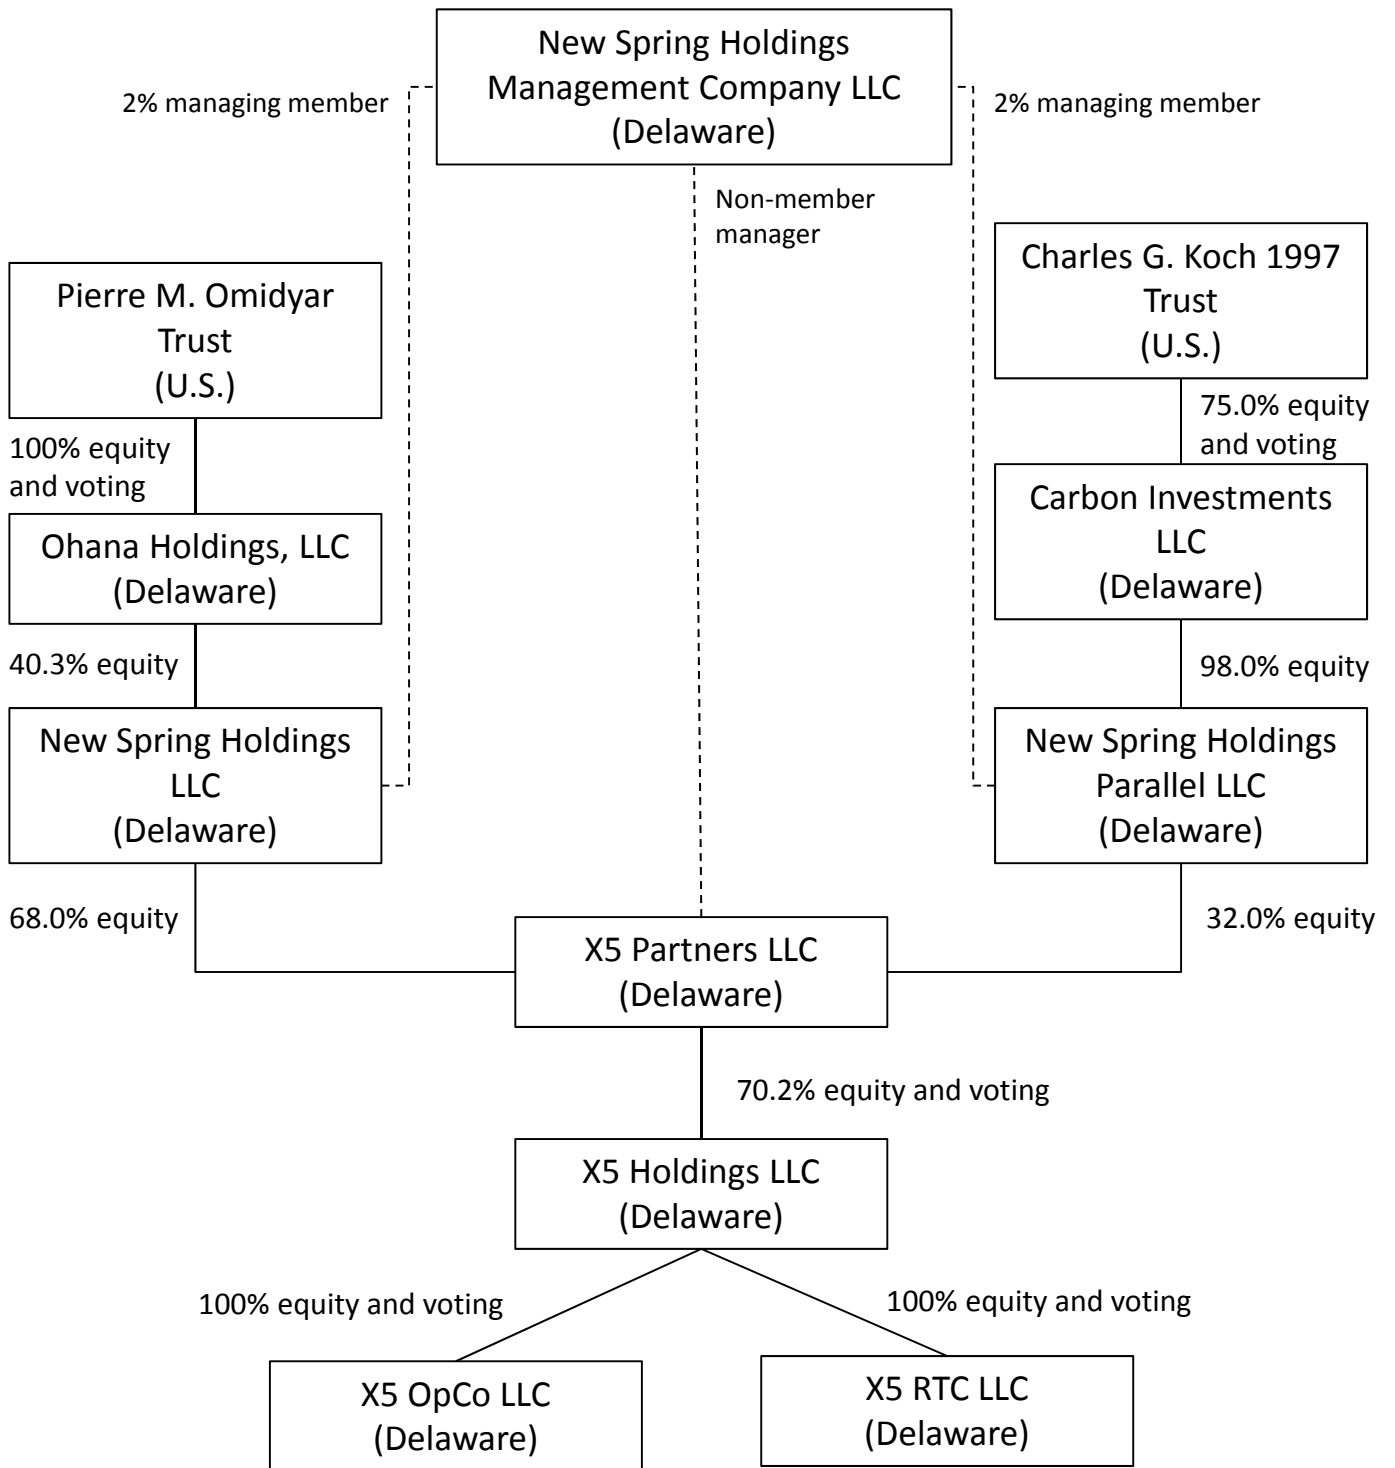 New Spring Holdings
Management Company LLC
(Delaware)
2% managing member
2% managing member
Non-member
manager
Pierre M. Omidyar
Trust
(U.S.)
Charles G. Koch 1997
Trust
(U.S.)
100% equity
and voting
75.0% equity
and voting
Ohana Holdings, LLC
(Delaware)
Carbon Investments
LLC
(Delaware)
40.3% equity
98.0% equity
New Spring Holdings
LLC
(Delaware)
New Spring Holdings
Parallel LLC
(Delaware)
68.0% equity
32.0% equity
X5 Partners LLC
(Delaware)
70.2% equity and voting
X5 Holdings LLC
(Delaware)
100% equity and voting
100% equity and voting
X5 OpCo LLC
(Delaware)
X5 RTC LLC
(Delaware)